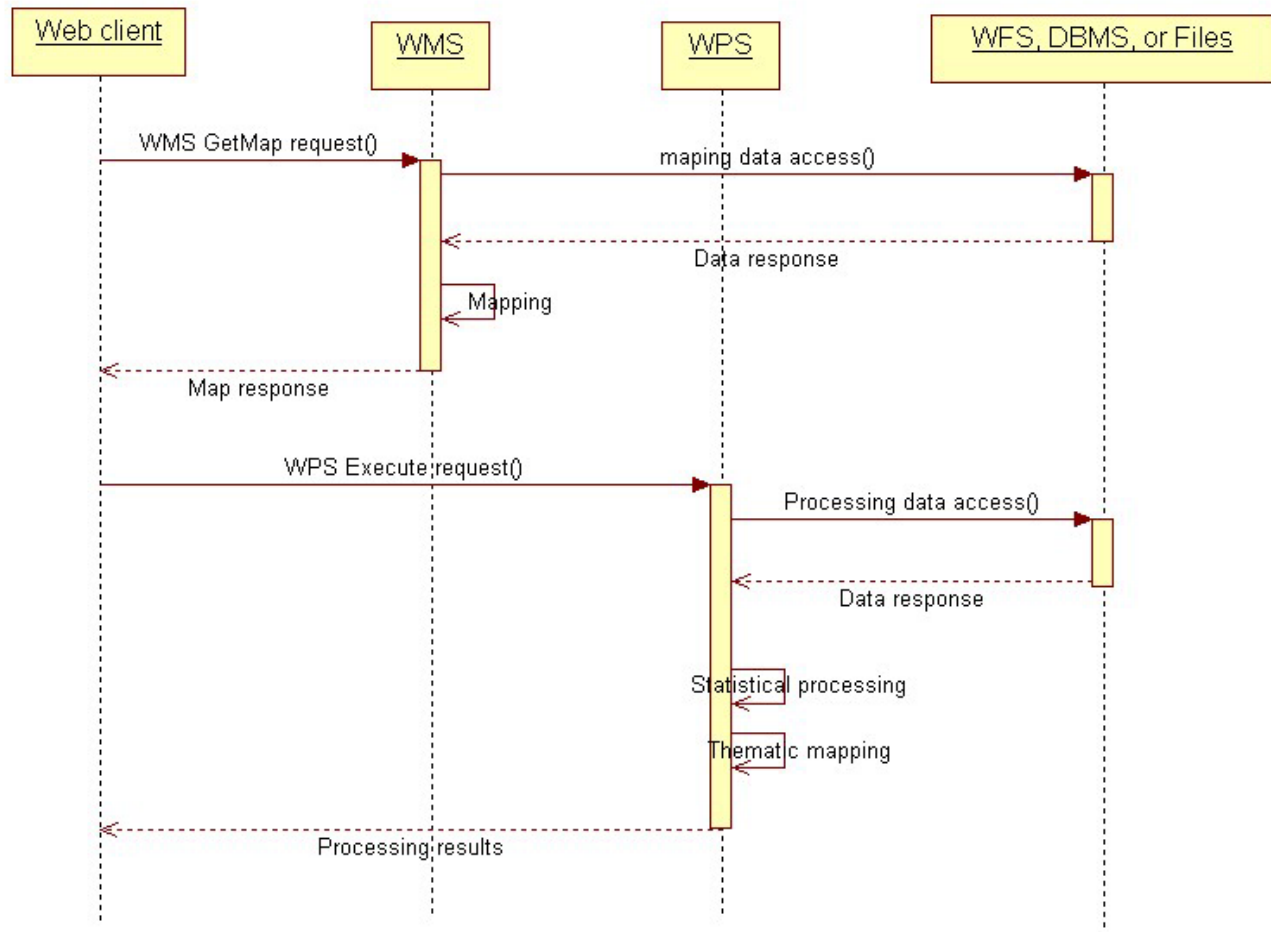 Web client
WMS
WPS
WFS, DBMS, or Files
WMS GetMap request()
maping data access()
Data response
Mapping
Map response
WPS Execute request()
Processing data access()
Data response
Statistical processing
Thematic mapping
Processing results